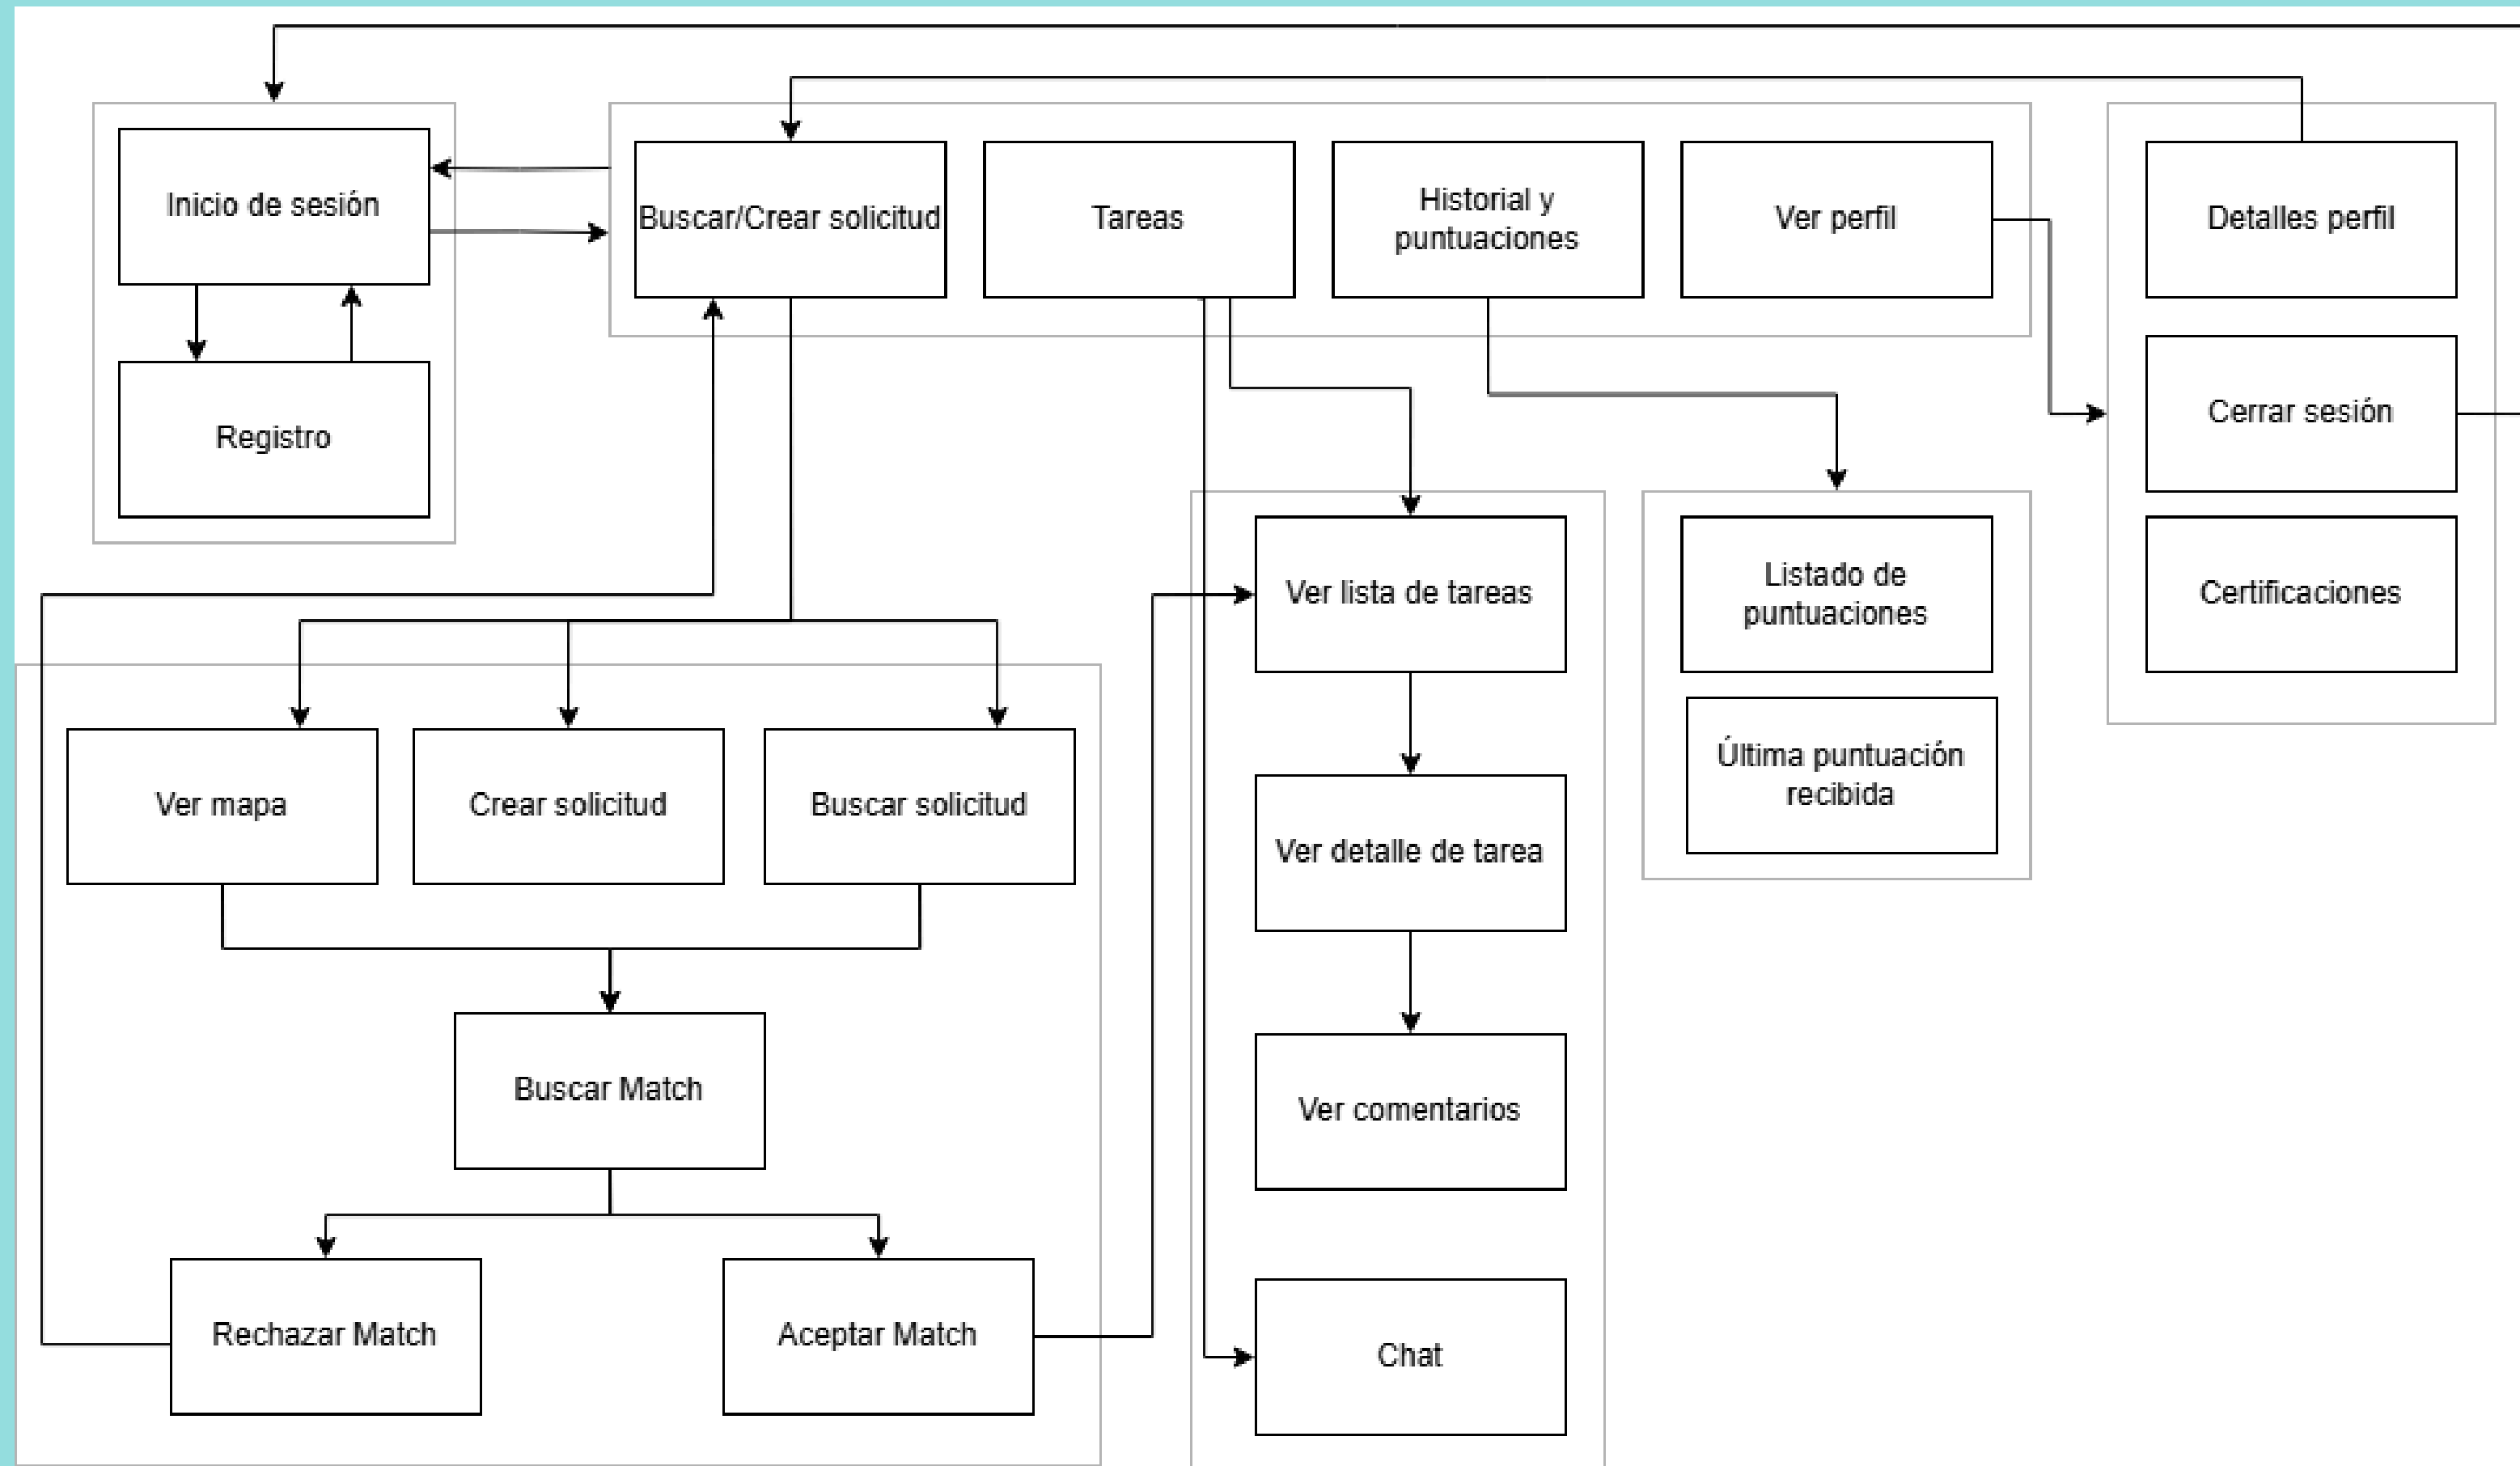 Inicio de sesión
Registro
Buscar/Crear solicitud
Tareas
Historial y
puntuaciones
Ver perfil
Detalles perfil
Cerrar sesión
Certificaciones
Ver lista de tareas
Listado de
puntuaciones
Última puntuación
recibida
Ver mapa
Crear solicitud
Buscar solicitud
Ver detalle de tarea
Buscar Match
Ver comentarios
Rechazar Match
Aceptar Match
Chat